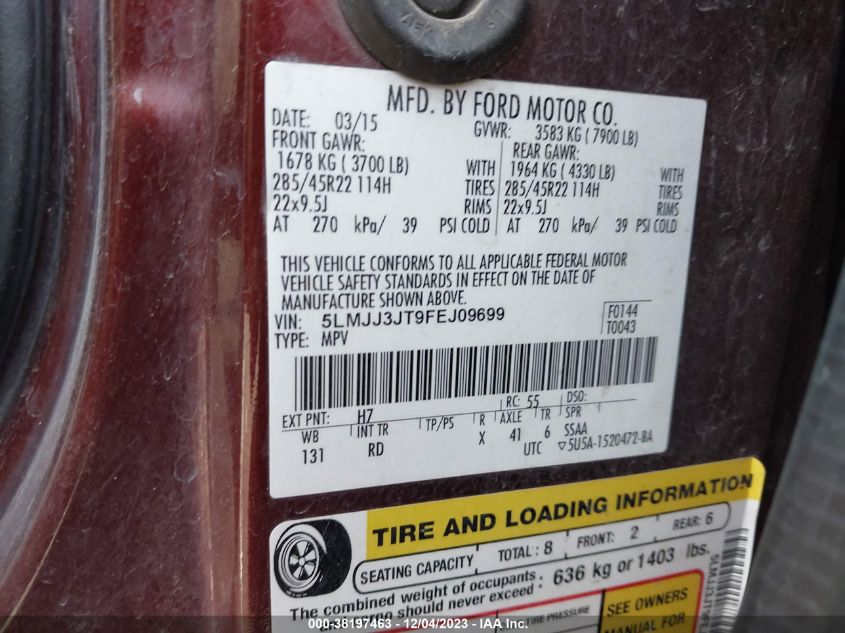 MFD. BY FORD MOTOR CO.
DATE: 03/15 GVWR: 3583 KG ( 7900 LB)
FRONT GAWR: REAR GAWR:
1678 KG ( 3700 LB) WITH 1964 KG ( 4330 LB) WITH
285/45R22 114H TIRES 285/45R22 114H TIRES
22x9.5J RIMS 22x9.5J RIMS
AT 270 kPa/ 39 PSI COLD AT 270 kPa/ 39 PSI COLD
THIS VEHICLE CONFORMS TO ALL APPLICABLE FEDERAL MOTOR
VEHICLE SAFETY STANDARDS IN EFFECT ON THE DATE OF
MANUFACTURE SHOWN ABOVE.
VIN: 5LMJJ3JT9FEJ09699 F0144
TYPE: MPV T0043
EXT PNT: H7 RC: 55 DSO:
WB INT TR TP/PS R AXLE TR SPR
131 RD X 41 6 SSAA
UTC ▽5U5A-1520472-BA
TIRE AND LOADING INFORMATION
SEATING CAPACITY TOTAL : 8 FRONT: 2 REAR: 6
The combined weight of occupants
should never exceed : 636 kg or 1403 lbs.
TIRE PRESSURE SEE OWNERS
MANUAL FOR
000-38197463 - 12/04/2023 - IAA Inc.